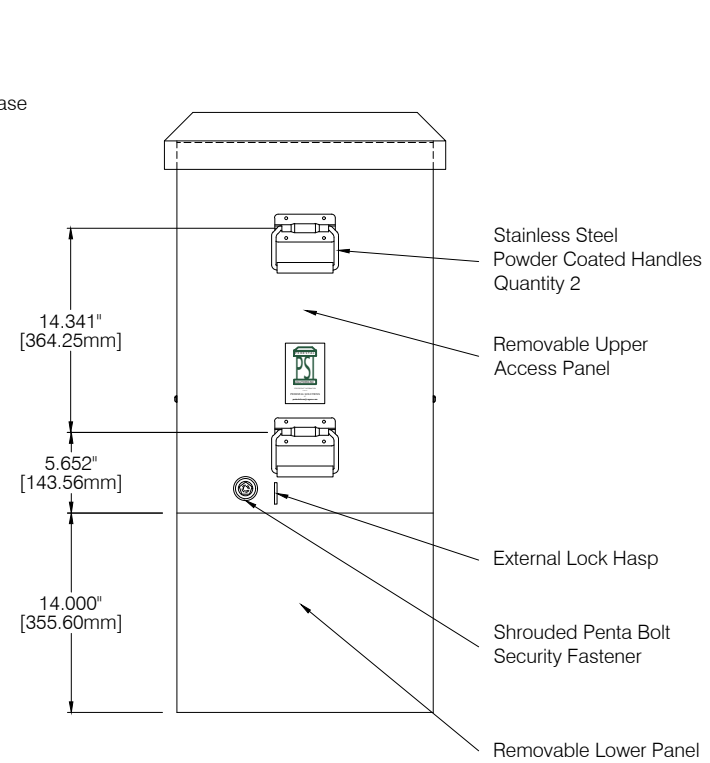 ase
Stainless Steel
Powder Coated Handles
Quantity 2
14.341"
[364.25mm]
Removable Upper
Access Panel
PSI
5.652"
[143.56mm]
External Lock Hasp
14.000"
[355.60mm]
Shrouded Penta Bolt
Security Fastener
Removable Lower Panel